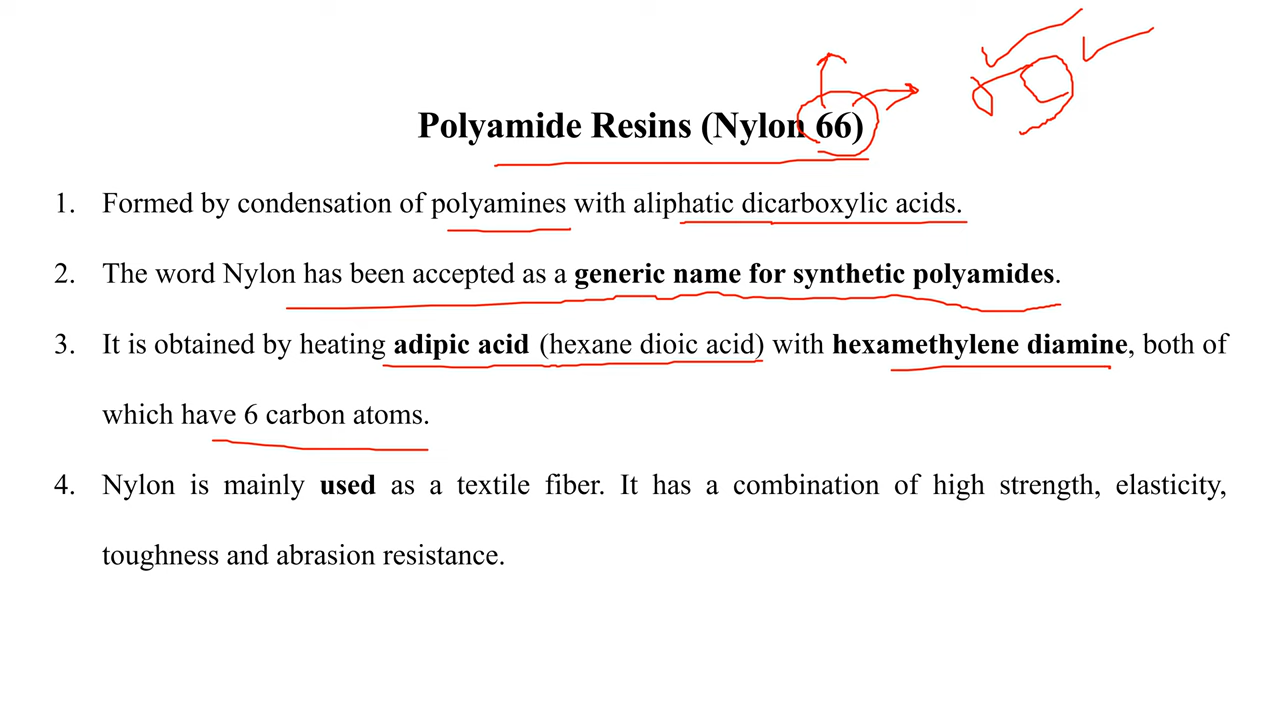 Polyamide Resins (Nylon 66)
1. Formed by condensation of polyamines with aliphatic dicarboxylic acids.
2. The word Nylon has been accepted as a generic name for synthetic polyamides.
3. It is obtained by heating adipic acid (hexane dioic acid) with hexamethylene diamine, both of
which have 6 carbon atoms.
4. Nylon is mainly used as a textile fiber. It has a combination of high strength, elasticity,
toughness and abrasion resistance.